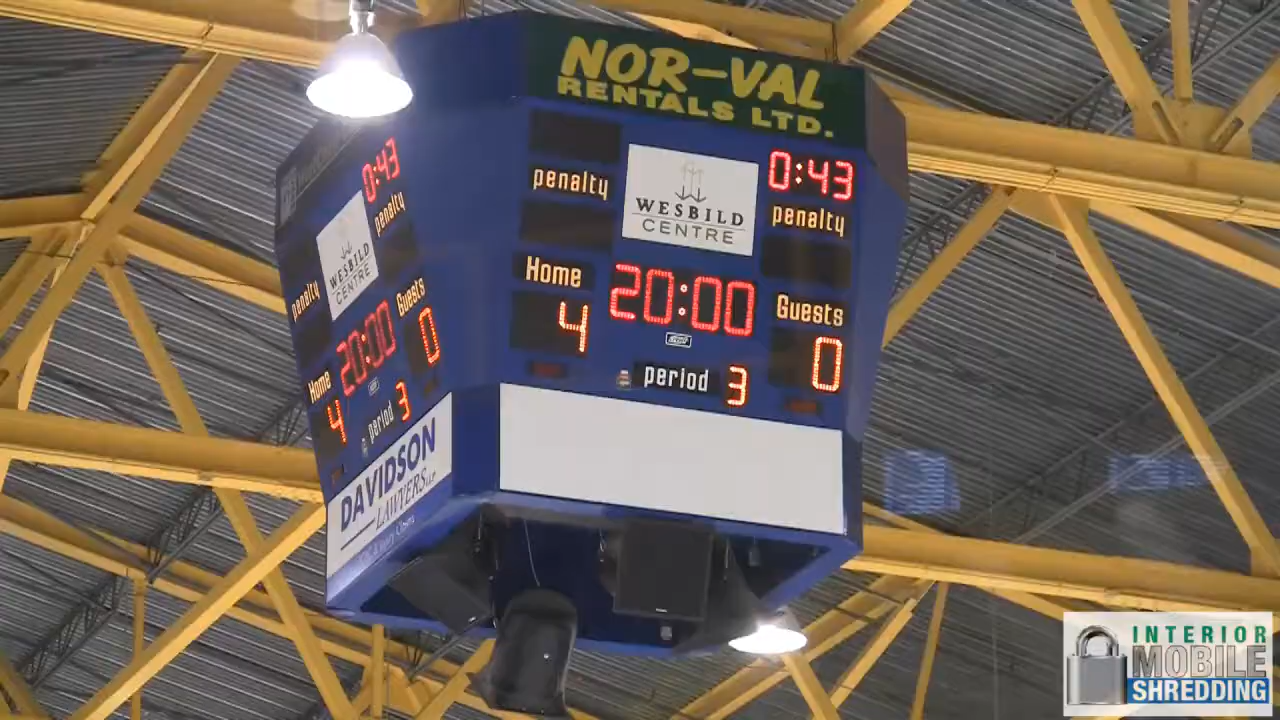 NOR-VAL
RENTALS LTD.
0:43
penalty
WESBILD
CENTRE
penalty
Home
20:00
Guests
4
0
period 3
0:43
penalty
WESBILD
CENTRE
penalty
Guests
20:00
0
Home
4
period 3
DAVIDSON
LAWYERS LLP
INTERIOR
MOBILE
SHREDDING